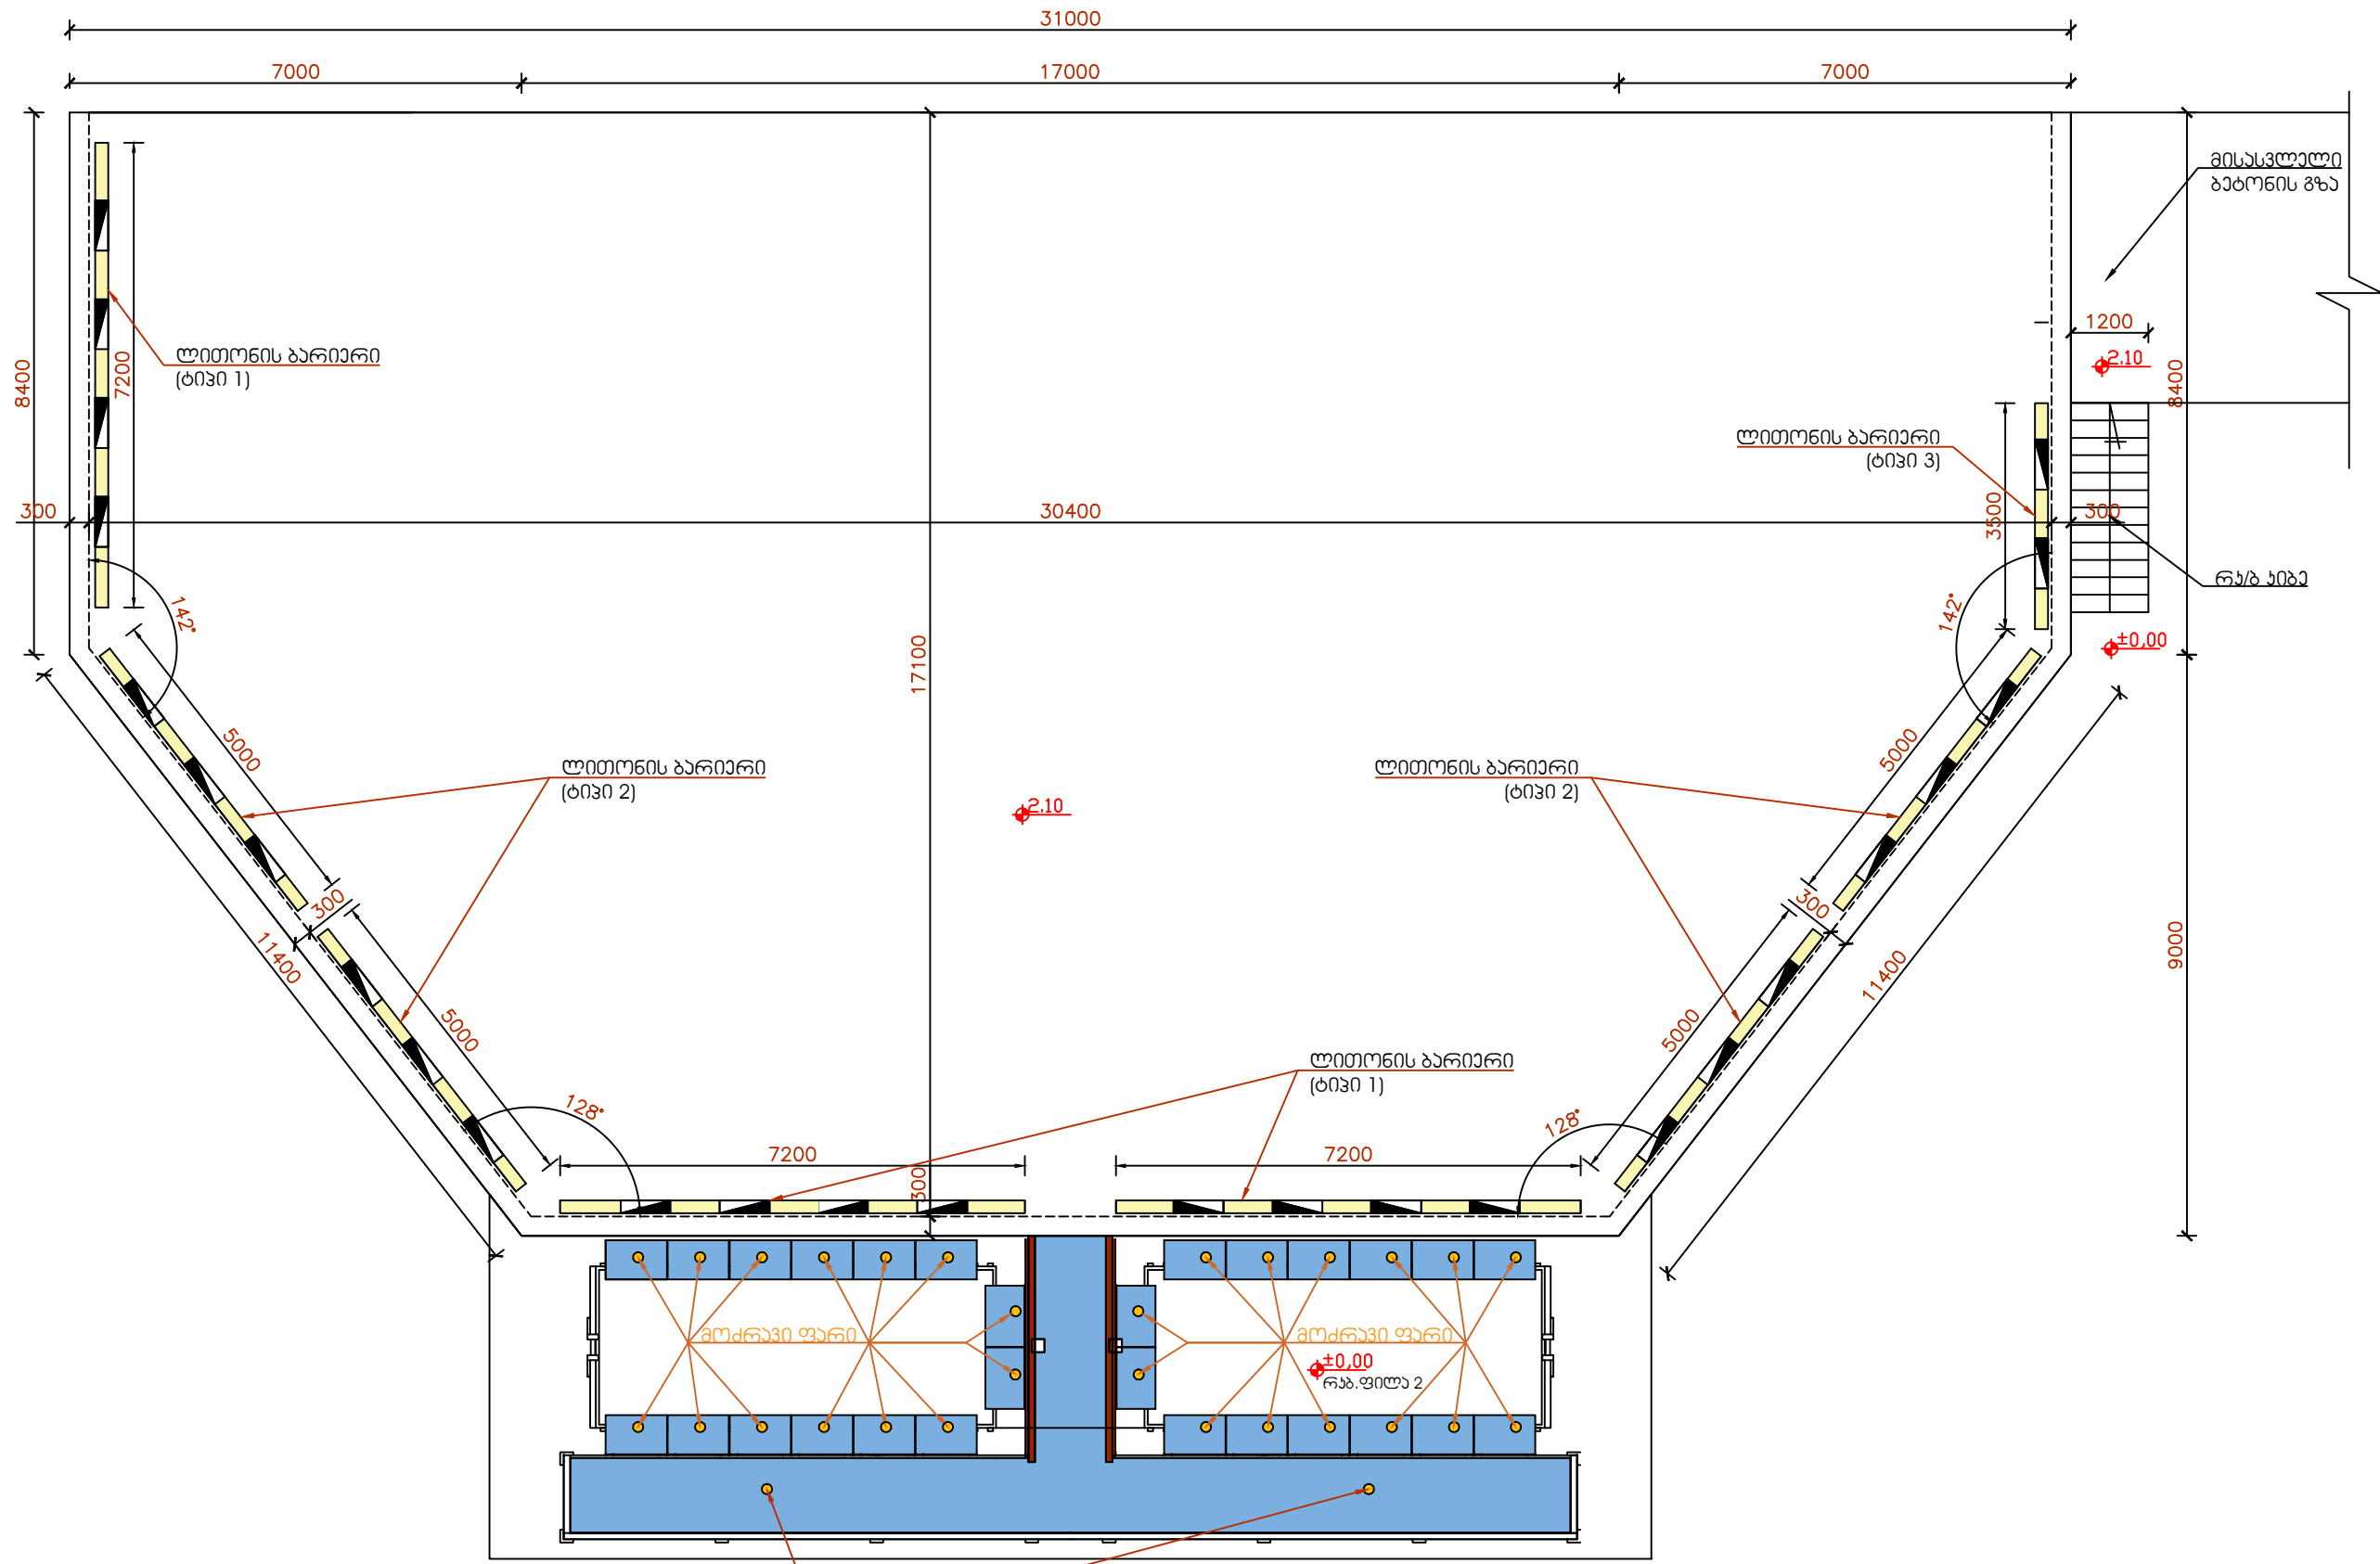 31000
7000
17000
7000
მისასვლელი
ბეტონის გზა
1200
2.10
ლითონის ბარიერი
(ტიპი 1)
7200
8400
8400
ლითონის ბარიერი
(ტიპი 3)
3500
300
30400
300
რკ/ბ კიბე
142°
142°
±0,00
17100
5000
5000
ლითონის ბარიერი
(ტიპი 2)
ლითონის ბარიერი
(ტიპი 2)
2.10
300
300
11400
11400
9000
5000
5000
ლითონის ბარიერი
(ტიპი 1)
128°
128°
7200
7200
300
მოძრავი ფარი
მოძრავი ფარი
±0,00
რკბ.ფილა 2